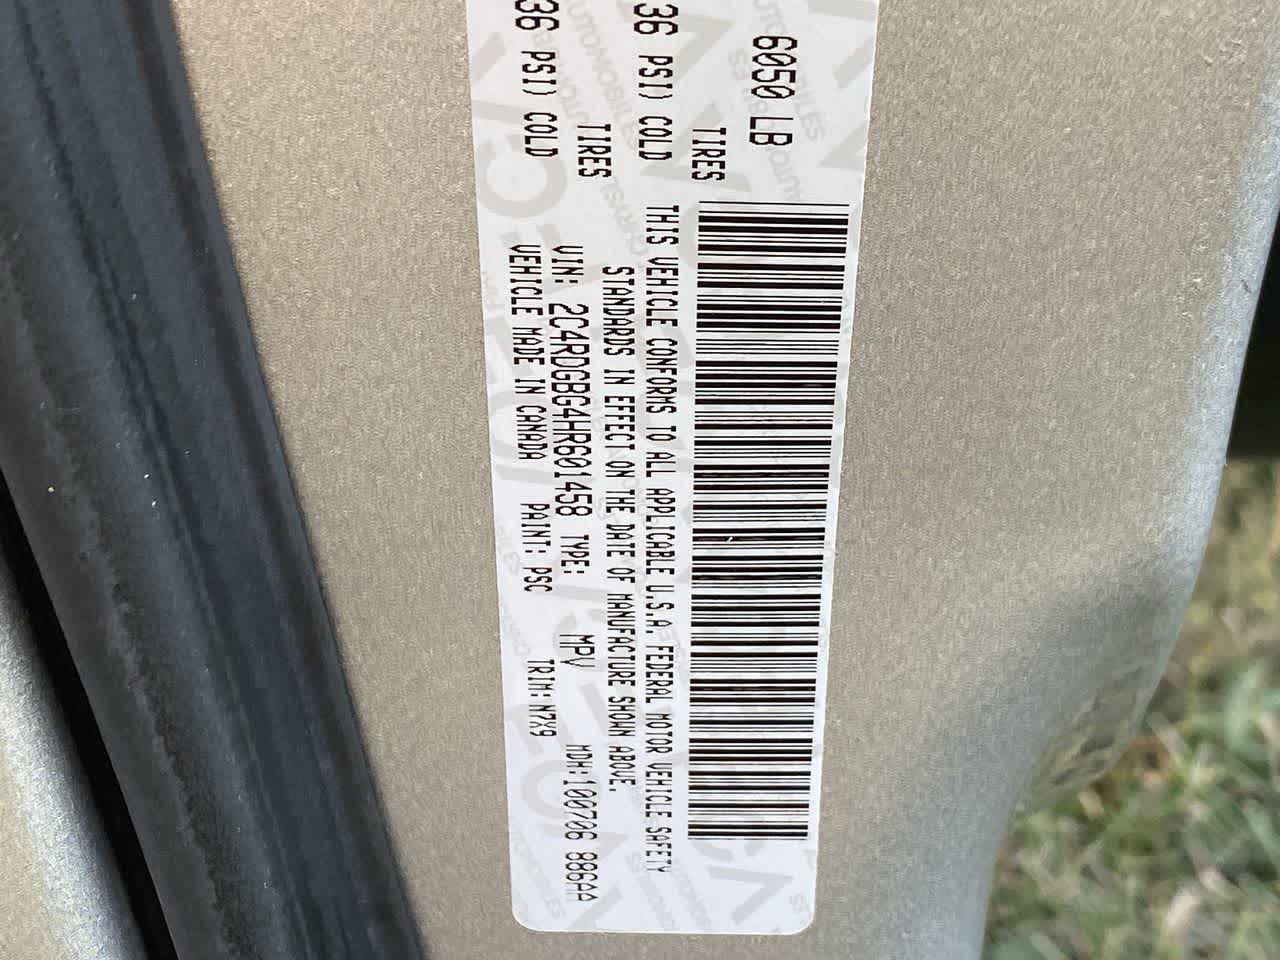 6050 LB
TIRES
36 PSI) COLD
TIRES
36 PSI) COLD
THIS VEHICLE CONFORMS TO ALL APPLICABLE U.S.A. FEDERAL MOTOR VEHICLE SAFETY
STANDARDS IN EFFECT ON THE DATE OF MANUFACTURE SHOWN ABOVE.
VIN: 2C4RDGBG4HR601458 TYPE: MPV MDH:100706 886AA
VEHICLE MADE IN CANADA PAINT: PSC TRIM: N7X9